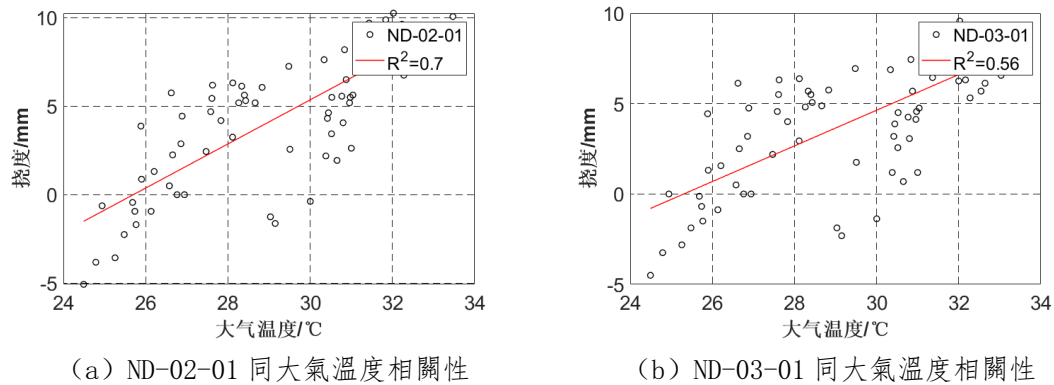 10
5
0
-5
挠度/mm
ND-02-01
R²=0.7
24 26 28 30 32 34
大气温度/℃
(a) ND-02-01 同大氣溫度相關性
10
5
0
-5
挠度/mm
ND-03-01
R²=0.56
24 26 28 30 32 34
大气温度/℃
(b) ND-03-01 同大氣溫度相關性